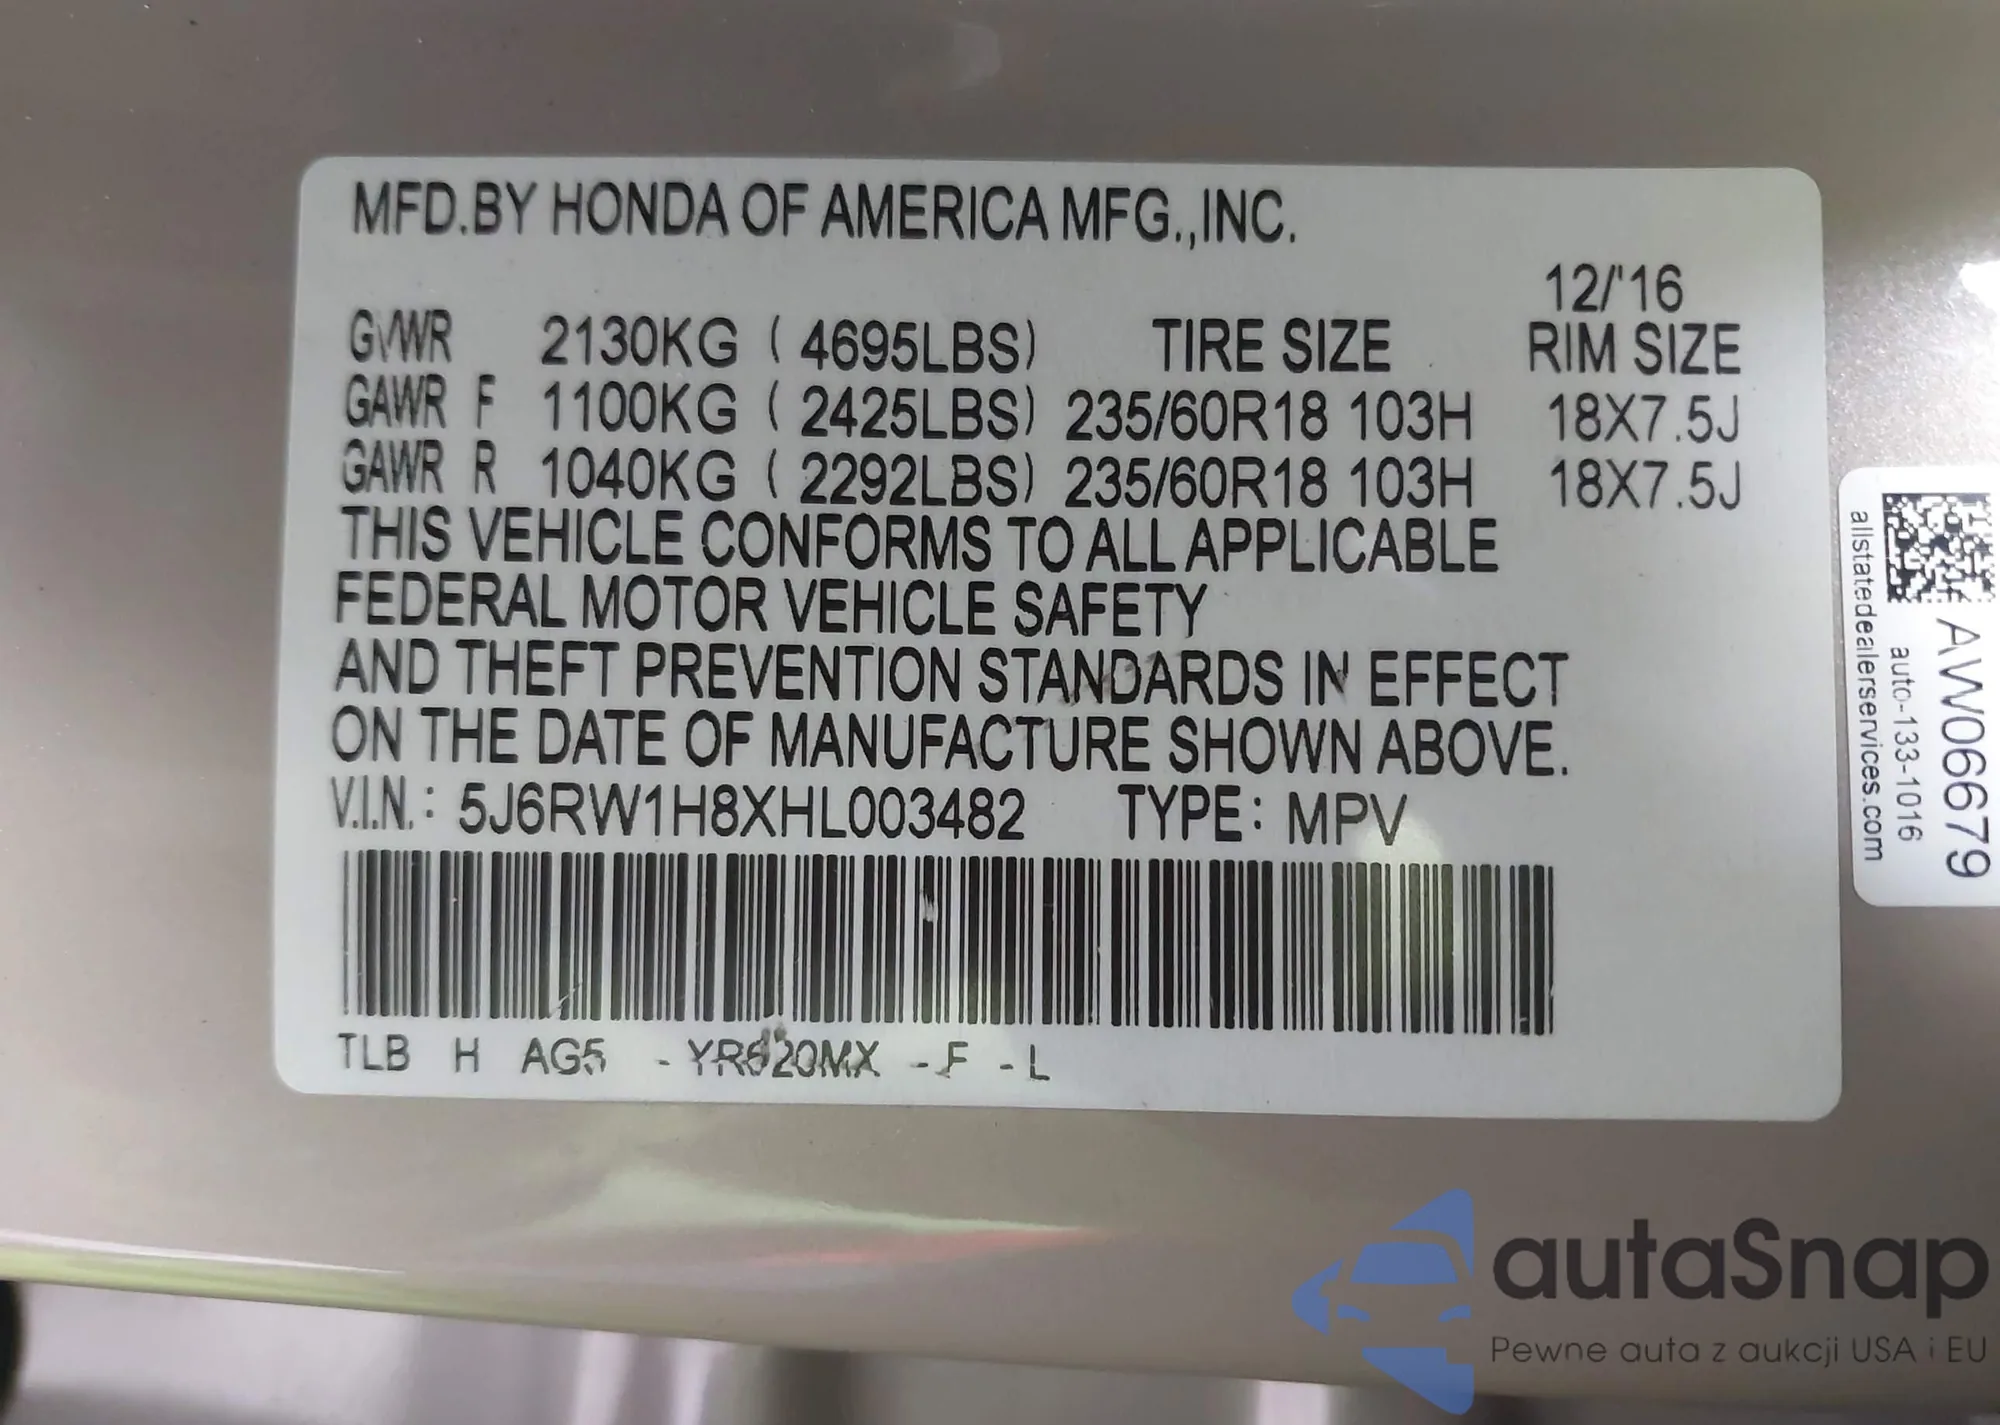 MFD.BY HONDA OF AMERICA MFG.,INC.
12/'16
GVWR 2130KG ( 4695LBS) TIRE SIZE RIM SIZE
GAWR F 1100KG ( 2425LBS) 235/60R18 103H 18X7.5J
GAWR R 1040KG ( 2292LBS) 235/60R18 103H 18X7.5J
THIS VEHICLE CONFORMS TO ALL APPLICABLE
FEDERAL MOTOR VEHICLE SAFETY
AND THEFT PREVENTION STANDARDS IN EFFECT
ON THE DATE OF MANUFACTURE SHOWN ABOVE.
V.I.N.: 5J6RW1H8XHL003482 TYPE: MPV
TLB H AG5 - YR620MX - F - L
AW06679
auto-133-1016
allstatedealerservices.com
autaSnap
Pewne auta z aukcji USA i EU